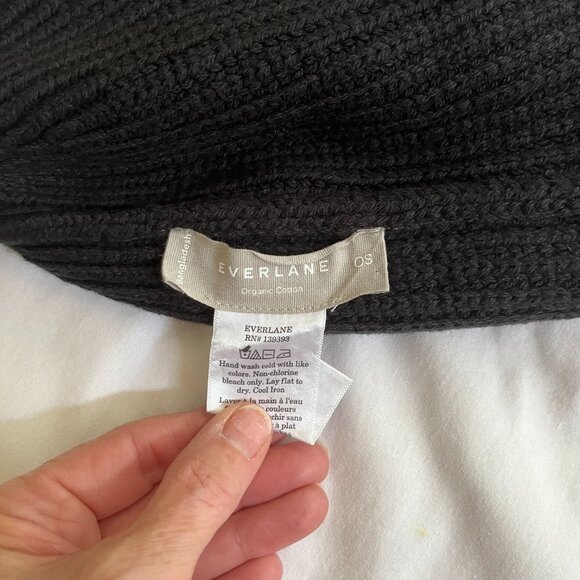 Bangladesh
EVERLANE
OS
Organic Cotton
EVERLANE
RN# 139393
Hand wash cold with like
colors. Non-chlorine
bleach only. Lay flat to
dry. Cool Iron
Laver à la main à l'eau
couleurs
sans
à plat